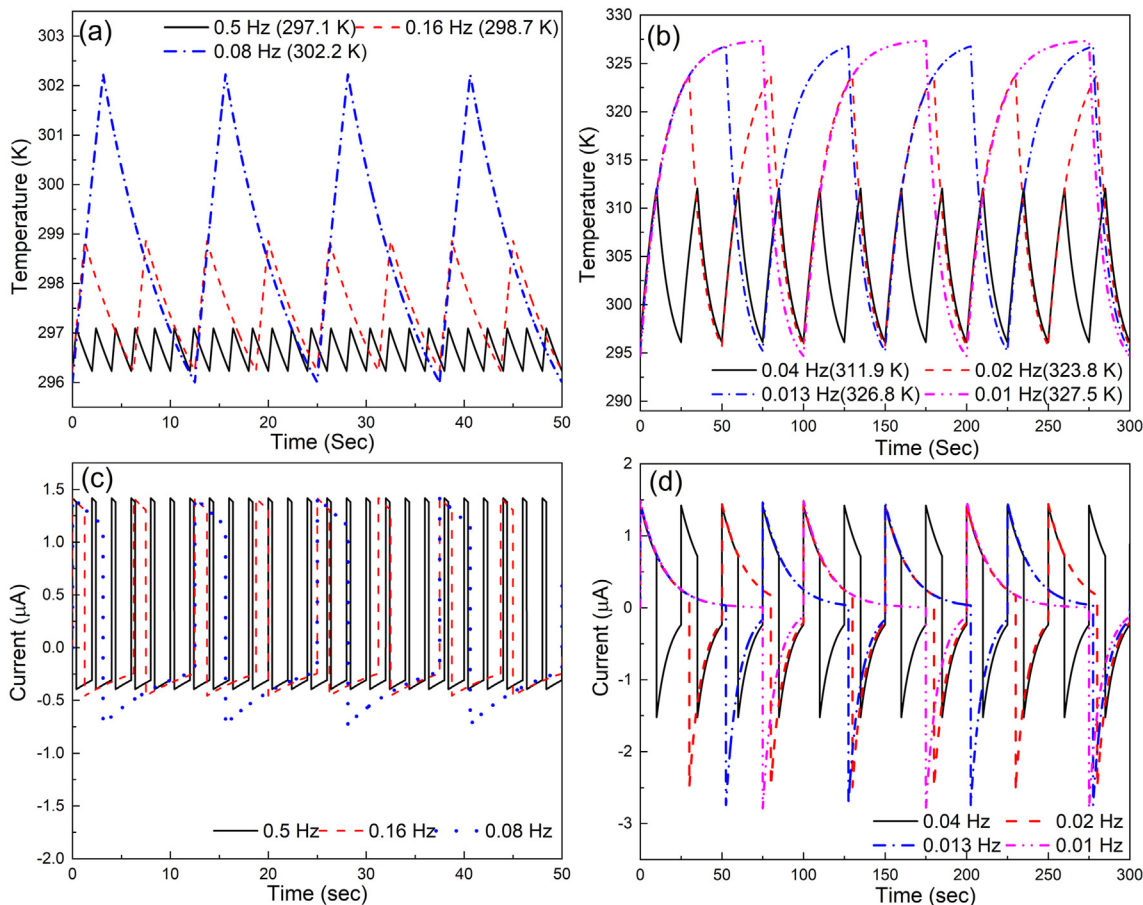 (a)
0.5 Hz (297.1 K) 0.16 Hz (298.7 K)
0.08 Hz (302.2 K)
303
302
301
300
299
298
297
296
Temperature (K)
0 10 20 30 40 50
Time (Sec)
(b)
330
325
320
315
310
305
300
295
290
Temperature (K)
0.04 Hz(311.9 K) 0.02 Hz(323.8 K)
0.013 Hz(326.8 K) 0.01 Hz(327.5 K)
0 50 100 150 200 250 300
Time (Sec)
(c)
1.5
1.0
0.5
0.0
-0.5
-1.0
-1.5
-2.0
Current (μA)
0.5 Hz 0.16 Hz 0.08 Hz
0 10 20 30 40 50
Time (sec)
(d)
2
1
0
-1
-2
-3
Current (μA)
0.04 Hz 0.02 Hz
0.013 Hz 0.01 Hz
0 50 100 150 200 250 300
Time (sec)